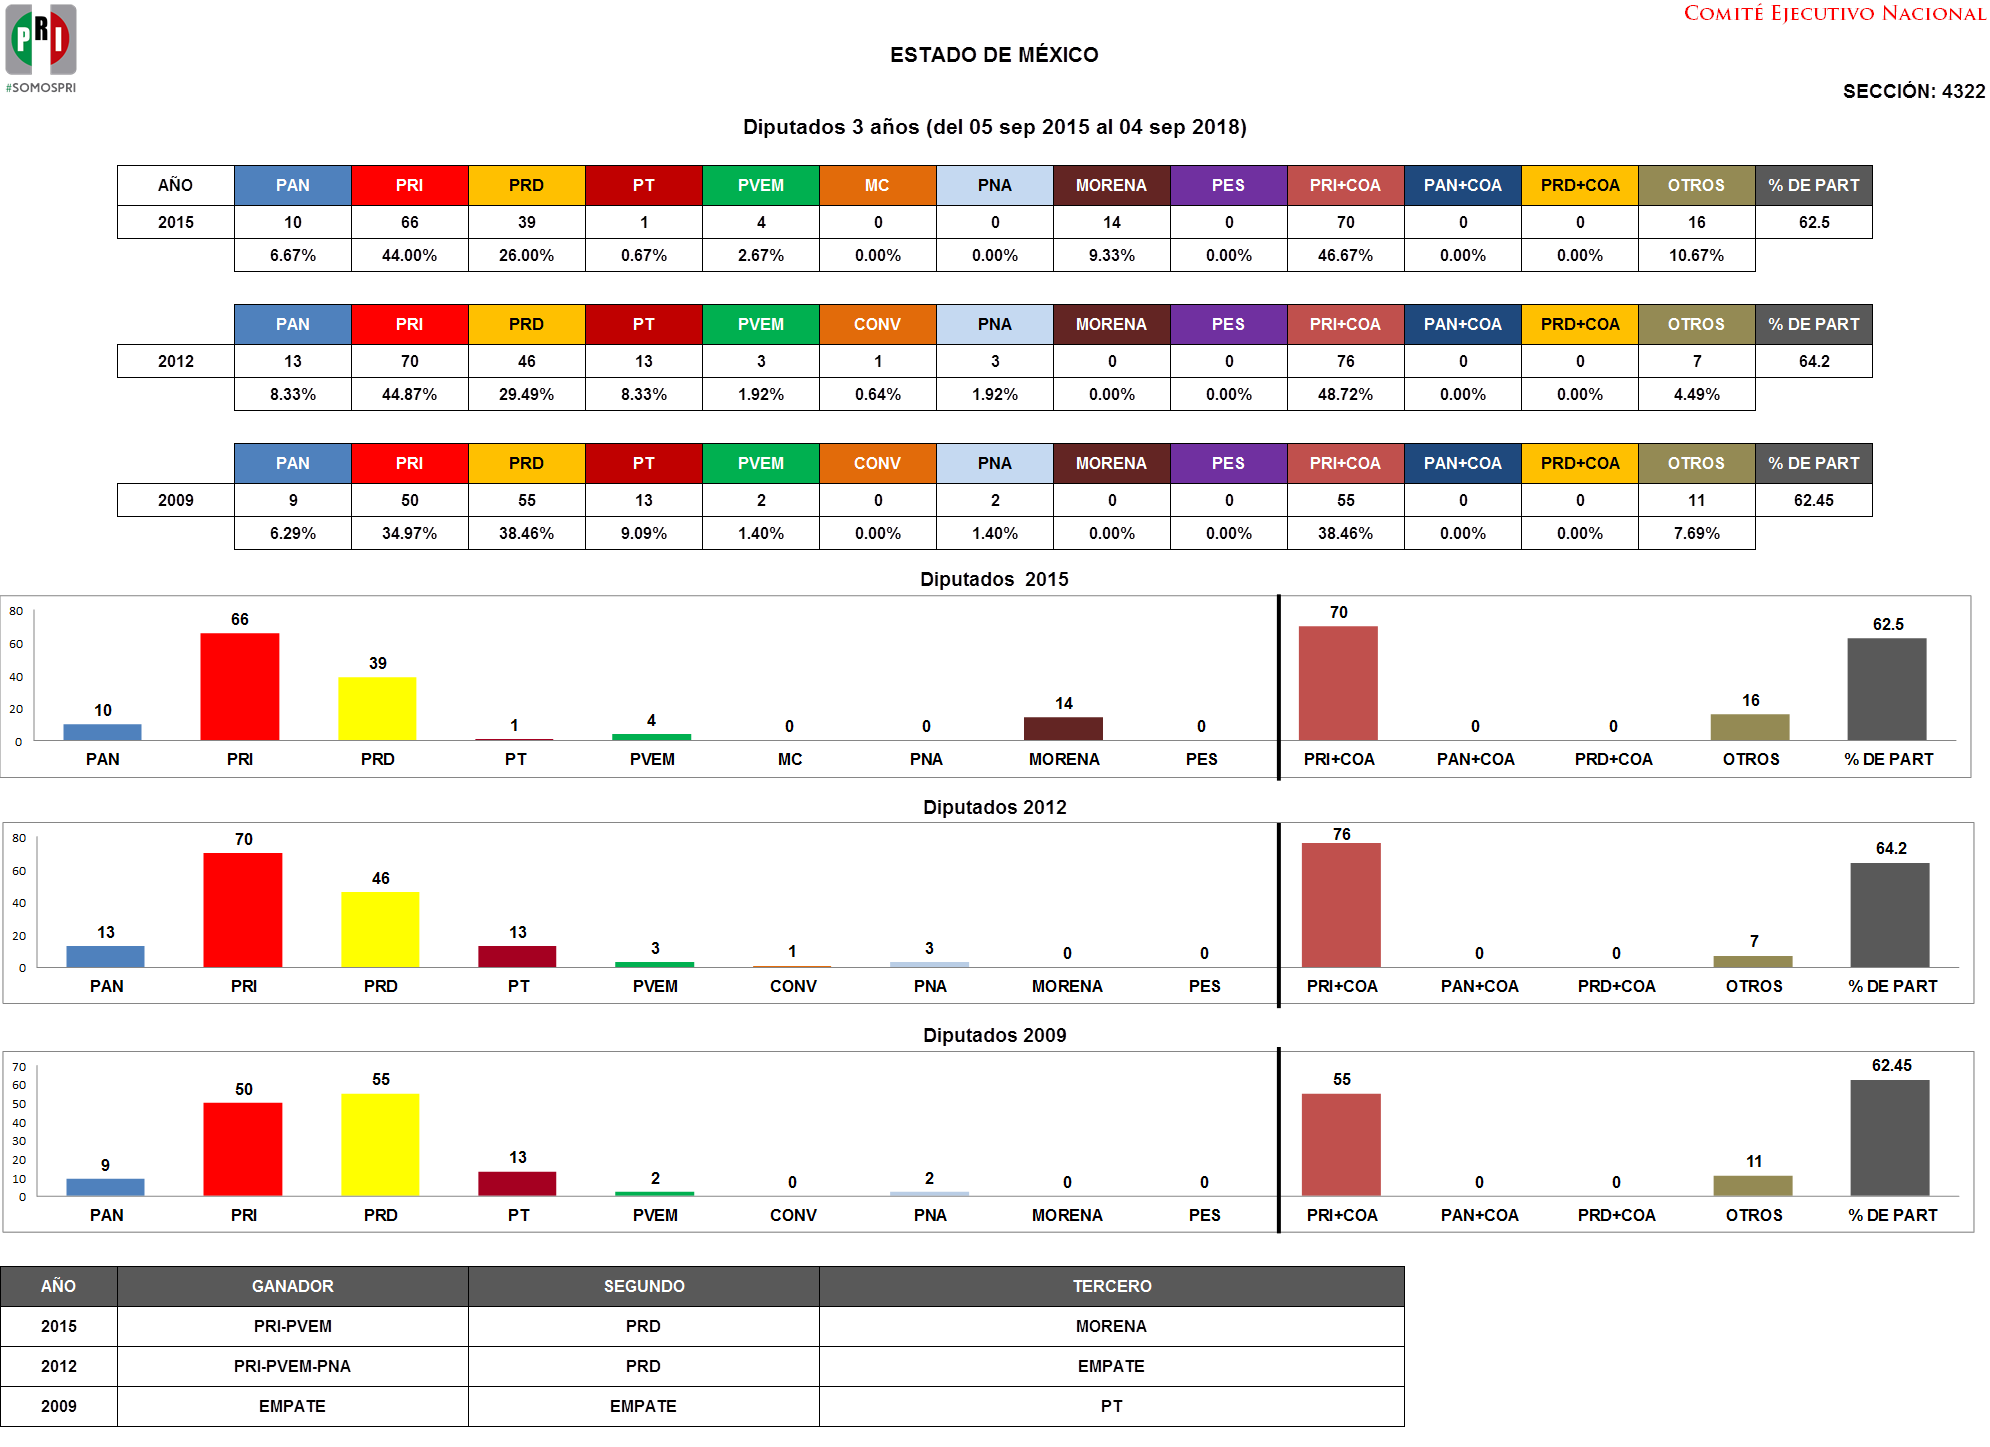 PRI
#SOMOSPRI
COMITÉ EJECUTIVO NACIONAL
ESTADO DE MÉXICO
SECCIÓN: 4322
Diputados 3 años (del 05 sep 2015 al 04 sep 2018)
AÑO PAN PRI PRD PT PVEM MC PNA MORENA PES PRI+COA PAN+COA PRD+COA OTROS % DE PART
2015 10 66 39 1 4 0 0 14 0 70 0 0 16 62.5
6.67% 44.00% 26.00% 0.67% 2.67% 0.00% 0.00% 9.33% 0.00% 46.67% 0.00% 0.00% 10.67%
PAN PRI PRD PT PVEM CONV PNA MORENA PES PRI+COA PAN+COA PRD+COA OTROS % DE PART
2012 13 70 46 13 3 1 3 0 0 76 0 0 7 64.2
8.33% 44.87% 29.49% 8.33% 1.92% 0.64% 1.92% 0.00% 0.00% 48.72% 0.00% 0.00% 4.49%
PAN PRI PRD PT PVEM CONV PNA MORENA PES PRI+COA PAN+COA PRD+COA OTROS % DE PART
2009 9 50 55 13 2 0 2 0 0 55 0 0 11 62.45
6.29% 34.97% 38.46% 9.09% 1.40% 0.00% 1.40% 0.00% 0.00% 38.46% 0.00% 0.00% 7.69%
Diputados  2015
80
60
40
20
0
10 66 39 1 4 0 0 14 0 70 0 0 16 62.5
PAN PRI PRD PT PVEM MC PNA MORENA PES PRI+COA PAN+COA PRD+COA OTROS % DE PART
Diputados 2012
80
60
40
20
0
13 70 46 13 3 1 3 0 0 76 0 0 7 64.2
PAN PRI PRD PT PVEM CONV PNA MORENA PES PRI+COA PAN+COA PRD+COA OTROS % DE PART
Diputados 2009
70
60
50
40
30
20
10
0
9 50 55 13 2 0 2 0 0 55 0 0 11 62.45
PAN PRI PRD PT PVEM CONV PNA MORENA PES PRI+COA PAN+COA PRD+COA OTROS % DE PART
AÑO GANADOR SEGUNDO TERCERO
2015 PRI-PVEM PRD MORENA
2012 PRI-PVEM-PNA PRD EMPATE
2009 EMPATE EMPATE PT